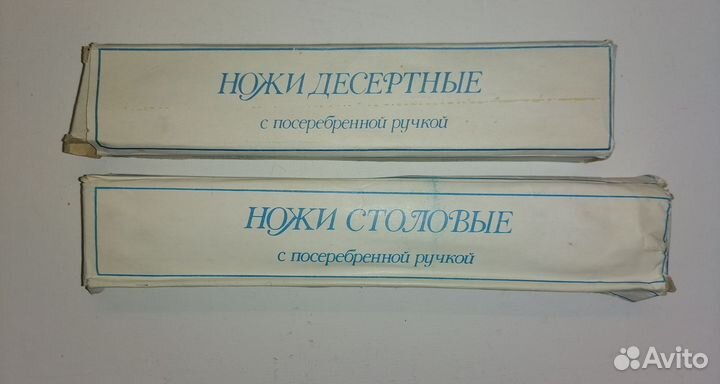 НОЖИ ДЕСЕРТНЫЕ
с посеребренной ручкой
НОЖИ СТОЛОВЫЕ
с посеребренной ручкой
Avito